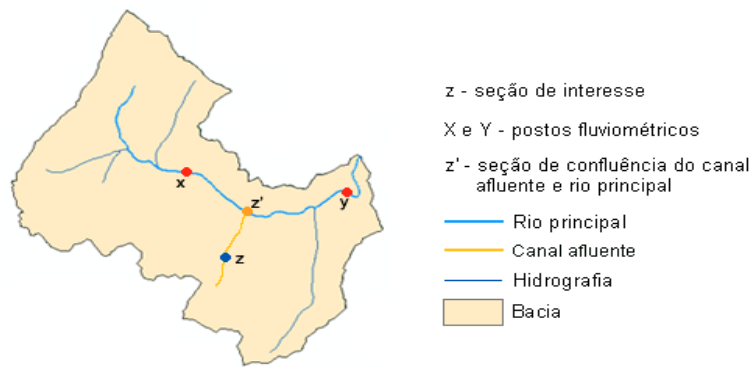 z - seção de interesse
X e Y - postos fluviométricos
z' - seção de confluência do canal
afluente e rio principal
Rio principal
Canal afluente
Hidrografia
Bacia
x
z'
y
z